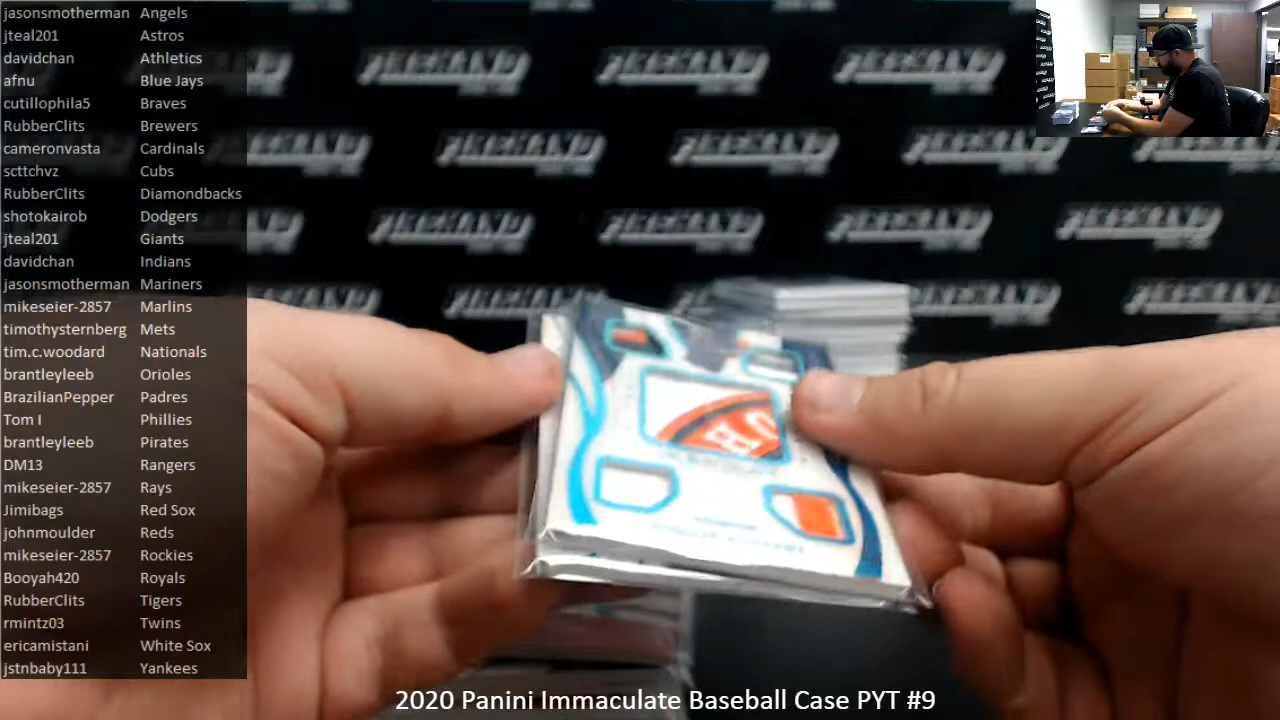 jasonsmotherman Angels
jteal201 Astros
davidchan Athletics
afnu Blue Jays
cutillophila5 Braves
RubberClits Brewers
cameronvasta Cardinals
scttchvz Cubs
RubberClits Diamondbacks
shotokairob Dodgers
jteal201 Giants
davidchan Indians
jasonsmotherman Mariners
mikeseier-2857 Marlins
timothysternberg Mets
tim.c.woodard Nationals
brantleyleeb Orioles
BrazilianPepper Padres
Tom I Phillies
brantleyleeb Pirates
DM13 Rangers
mikeseier-2857 Rays
Jimibags Red Sox
johnmoulder Reds
mikeseier-2857 Rockies
Booyah420 Royals
RubberClits Tigers
rmintz03 Twins
ericamistani White Sox
jstnbaby111 Yankees
2020 Panini Immaculate Baseball Case PYT #9